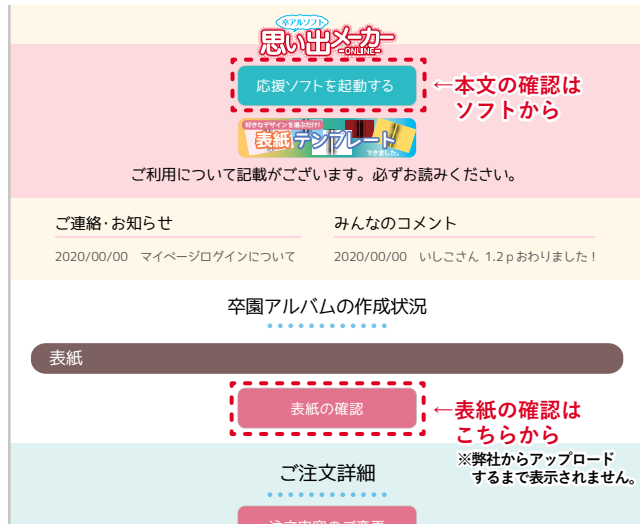 卒アルソフト
思い出メーカー
-ONLINE-
応援ソフトを起動する
←本文の確認は
ソフトから
好きなデザインを選ぶだけ!
表紙テンプレート
できました。
ご利用について記載がございます。必ずお読みください。
ご連絡・お知らせ
2020/00/00 マイページログインについて
みんなのコメント
2020/00/00 いしこさん 1.2ｐおわりました！
卒園アルバムの作成状況
表紙
表紙の確認
←表紙の確認は
こちらから
※弊社からアップロード
するまで表示されません。
ご注文詳細
注文内容のご変更